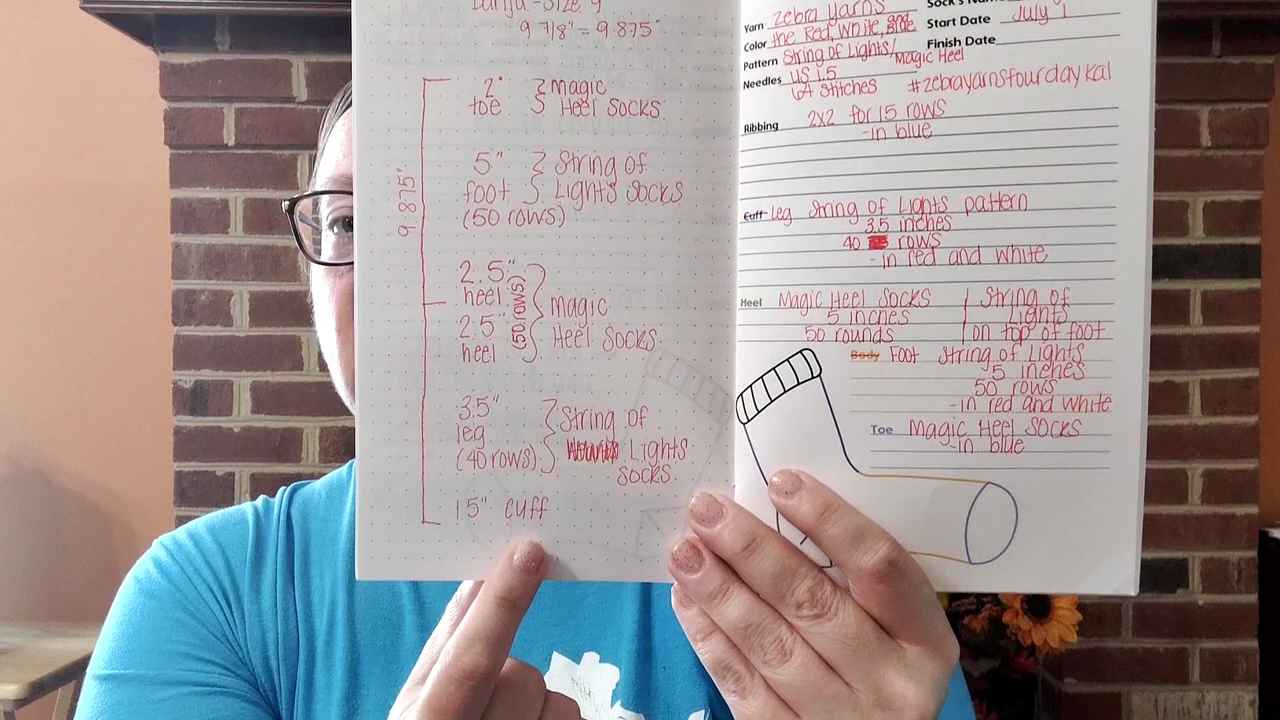 Tanja - Size 9
9 7/8" = 9.875"
2" } magic
toe } Heel Socks
5" } String of
foot } Lights Socks
(50 rows)
9.875"
2.5"
heel
(50 rows)
magic
Heel Socks
2.5"
heel
3.5" } String of
leg Lights
(40 rows) Socks
1.5" cuff
Yarn Zebra Yarns
Color the Red, White, and Blue
Pattern String of Lights/Magic Heel
Needles US 1.5
64 Stitches #zebrayarnsfourdaykal
Sock's Name
Start Date July 1
Finish Date
Ribbing 2x2 for 15 rows
-in blue
Cuff Leg String of Lights pattern
3.5 inches
40 rows
-in red and white
Heel Magic Heel Socks | String of
5 inches | Lights
50 rounds | on top of foot
Body Foot String of Lights
5 inches
50 rows
-in red and white
Toe Magic Heel Socks
-in blue